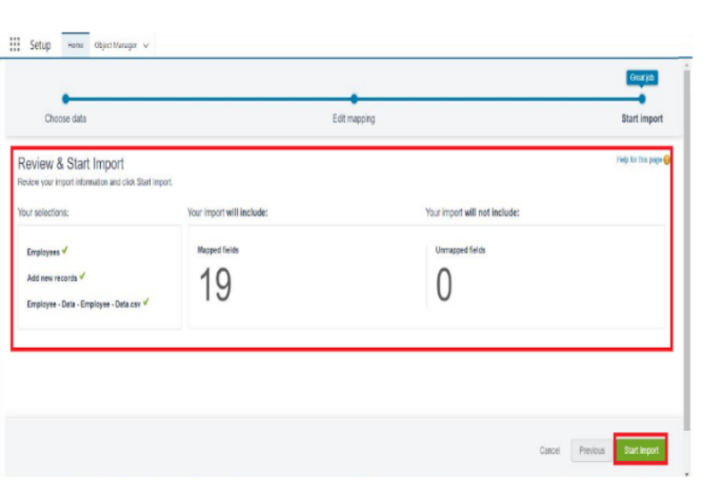 Setup Home Object Manager
Great job
Choose data Edit mapping Start import
Review & Start Import Help for this page
Review your import information and click Start Import.
Your selections: Your import will include: Your import will not include:
Employees Mapped fields Unmapped fields
19 0
Add new records
Employee - Data - Employee - Data.csv
Cancel Previous Start Import